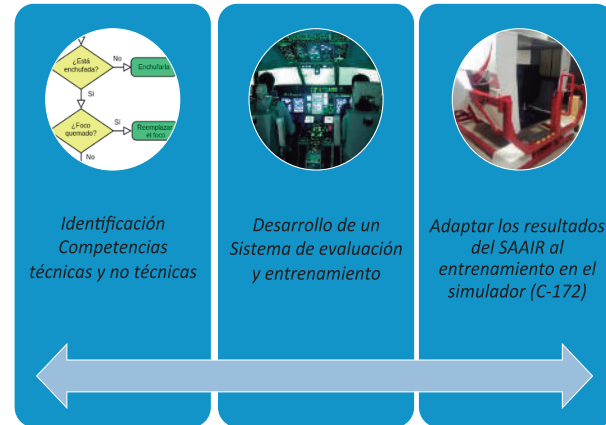 ¿Está
enchufada?
No
Enchufarla
Sí
¿Foco
quemado?
Sí
Reemplazar
el foco
No
Identificación
Competencias
técnicas y no técnicas
Desarrollo de un
Sistema de evaluación
y entrenamiento
Adaptar los resultados
del SAAIR al
entrenamiento en el
simulador (C-172)